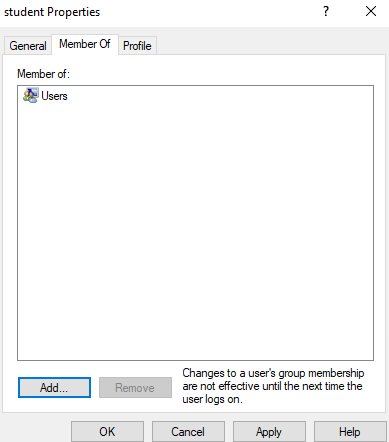 student Properties
?
General
Member Of
Profile
Member of:
Users
Add...
Remove
Changes to a user's group membership
are not effective until the next time the
user logs on.
OK
Cancel
Apply
Help